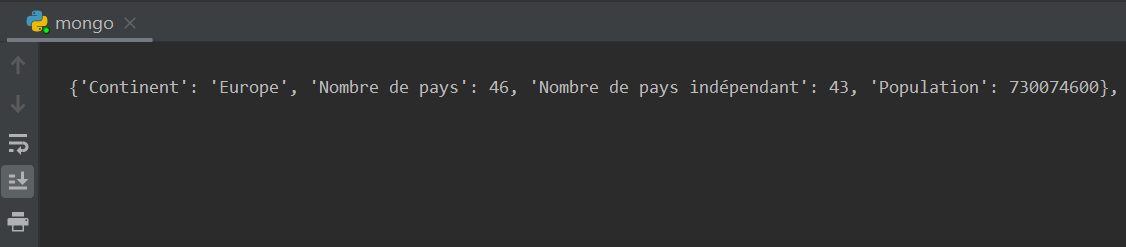 mongo
{'Continent': 'Europe', 'Nombre de pays': 46, 'Nombre de pays indépendant': 43, 'Population': 730074600},